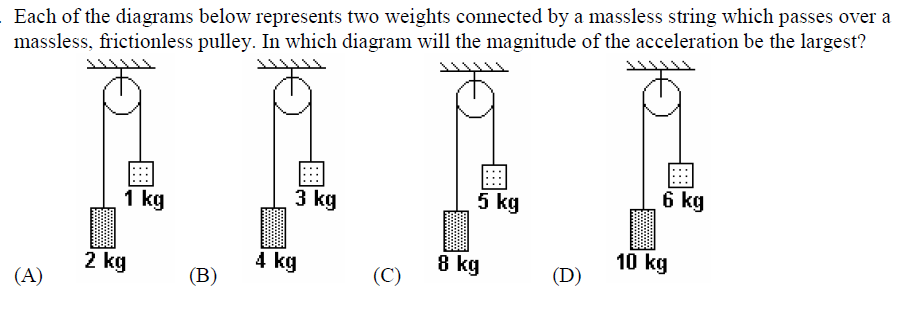 Each of the diagrams below represents two weights connected by a massless string which passes over a
massless, frictionless pulley. In which diagram will the magnitude of the acceleration be the largest?
1 kg
2 kg
(A)
3 kg
4 kg
(B)
5 kg
8 kg
(C)
6 kg
10 kg
(D)